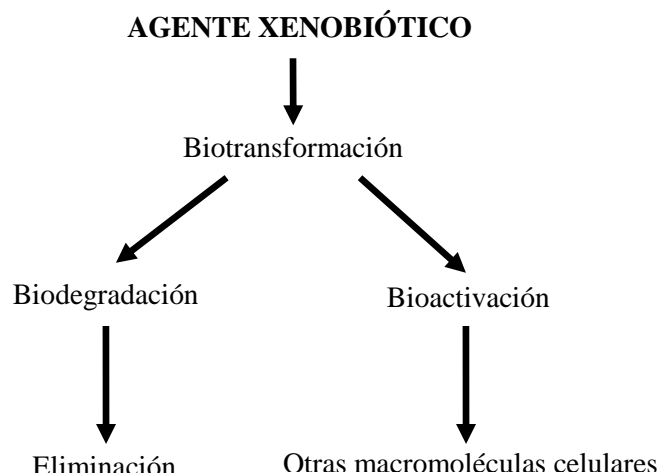 AGENTE XENOBIÓTICO
Biotransformación
Biodegradación
Bioactivación
Eliminación
Otras macromoléculas celulares